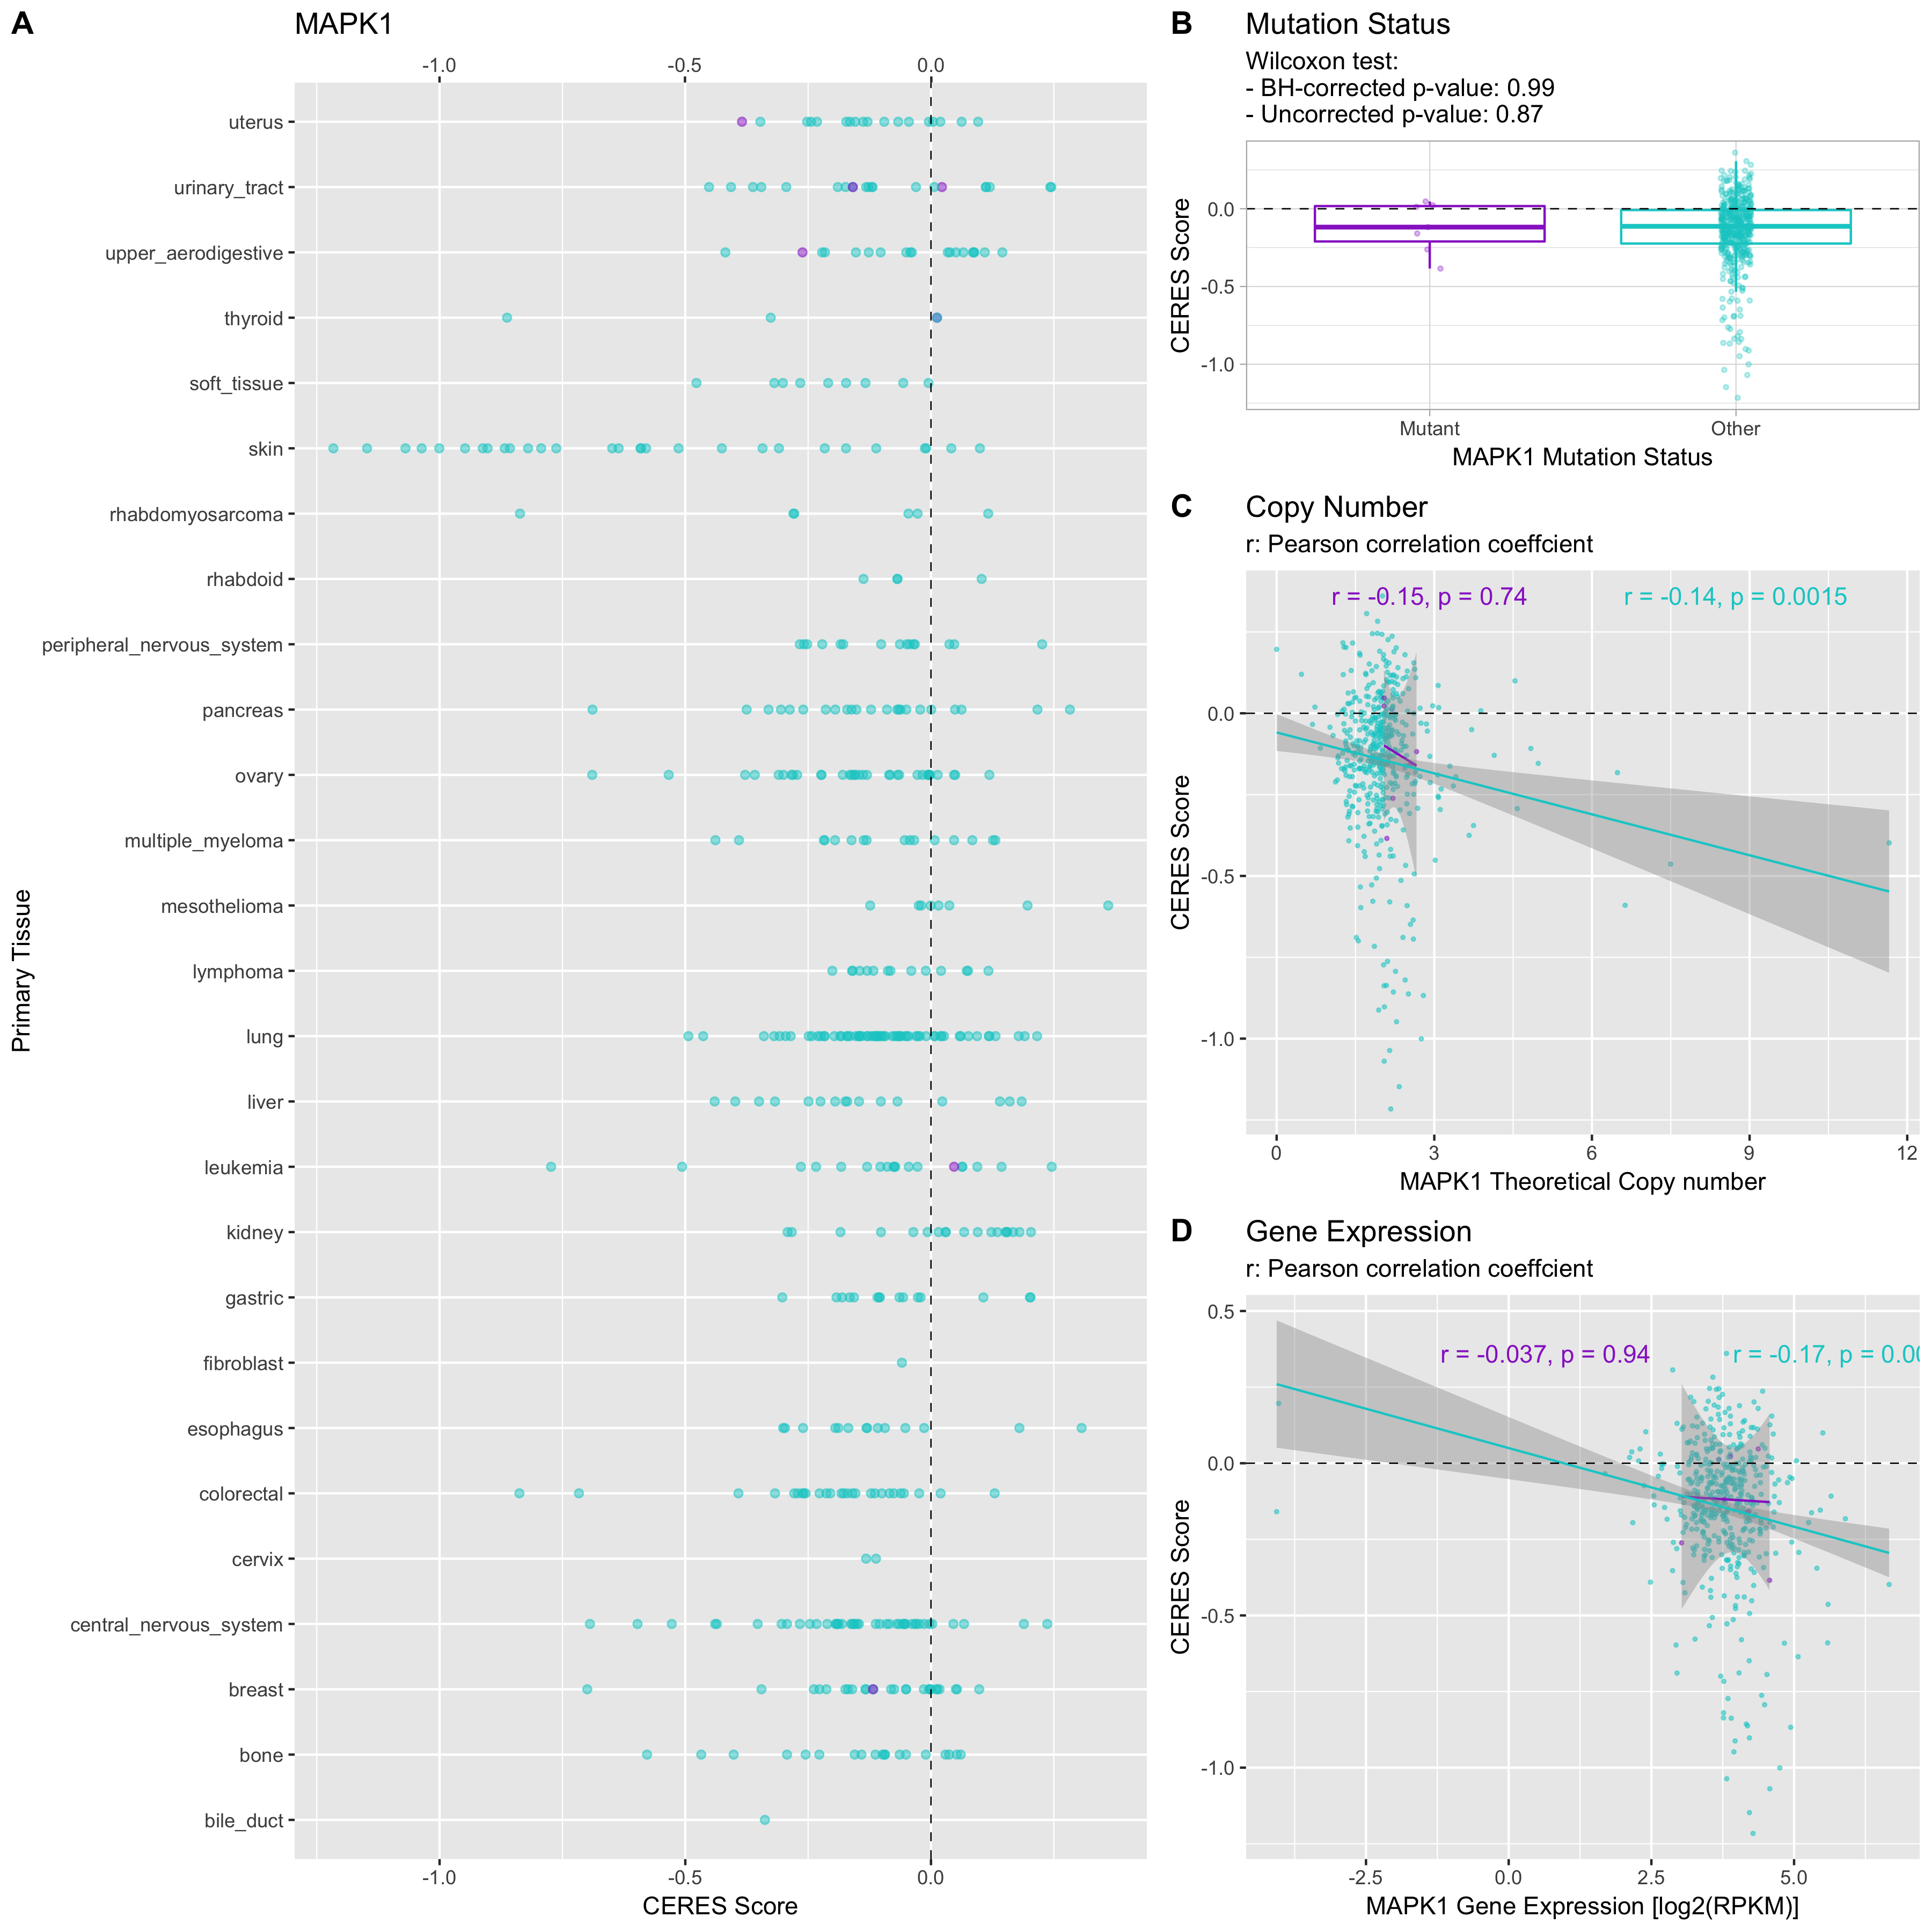 A
MAPK1
-1.0 -0.5 0.0
Primary Tissue
uterus
urinary_tract
upper_aerodigestive
thyroid
soft_tissue
skin
rhabdomyosarcoma
rhabdoid
peripheral_nervous_system
pancreas
ovary
multiple_myeloma
mesothelioma
lymphoma
lung
liver
leukemia
kidney
gastric
fibroblast
esophagus
colorectal
cervix
central_nervous_system
breast
bone
bile_duct
-1.0 -0.5 0.0
CERES Score
B
Mutation Status
Wilcoxon test:
- BH-corrected p-value: 0.99
- Uncorrected p-value: 0.87
CERES Score
0.0
-0.5
-1.0
Mutant Other
MAPK1 Mutation Status
C
Copy Number
r: Pearson correlation coeffcient
r = -0.15, p = 0.74 r = -0.14, p = 0.0015
CERES Score
0.0
-0.5
-1.0
0 3 6 9 12
MAPK1 Theoretical Copy number
D
Gene Expression
r: Pearson correlation coeffcient
r = -0.037, p = 0.94 r = -0.17, p = 0.00
CERES Score
0.5
0.0
-0.5
-1.0
-2.5 0.0 2.5 5.0
MAPK1 Gene Expression [log2(RPKM)]